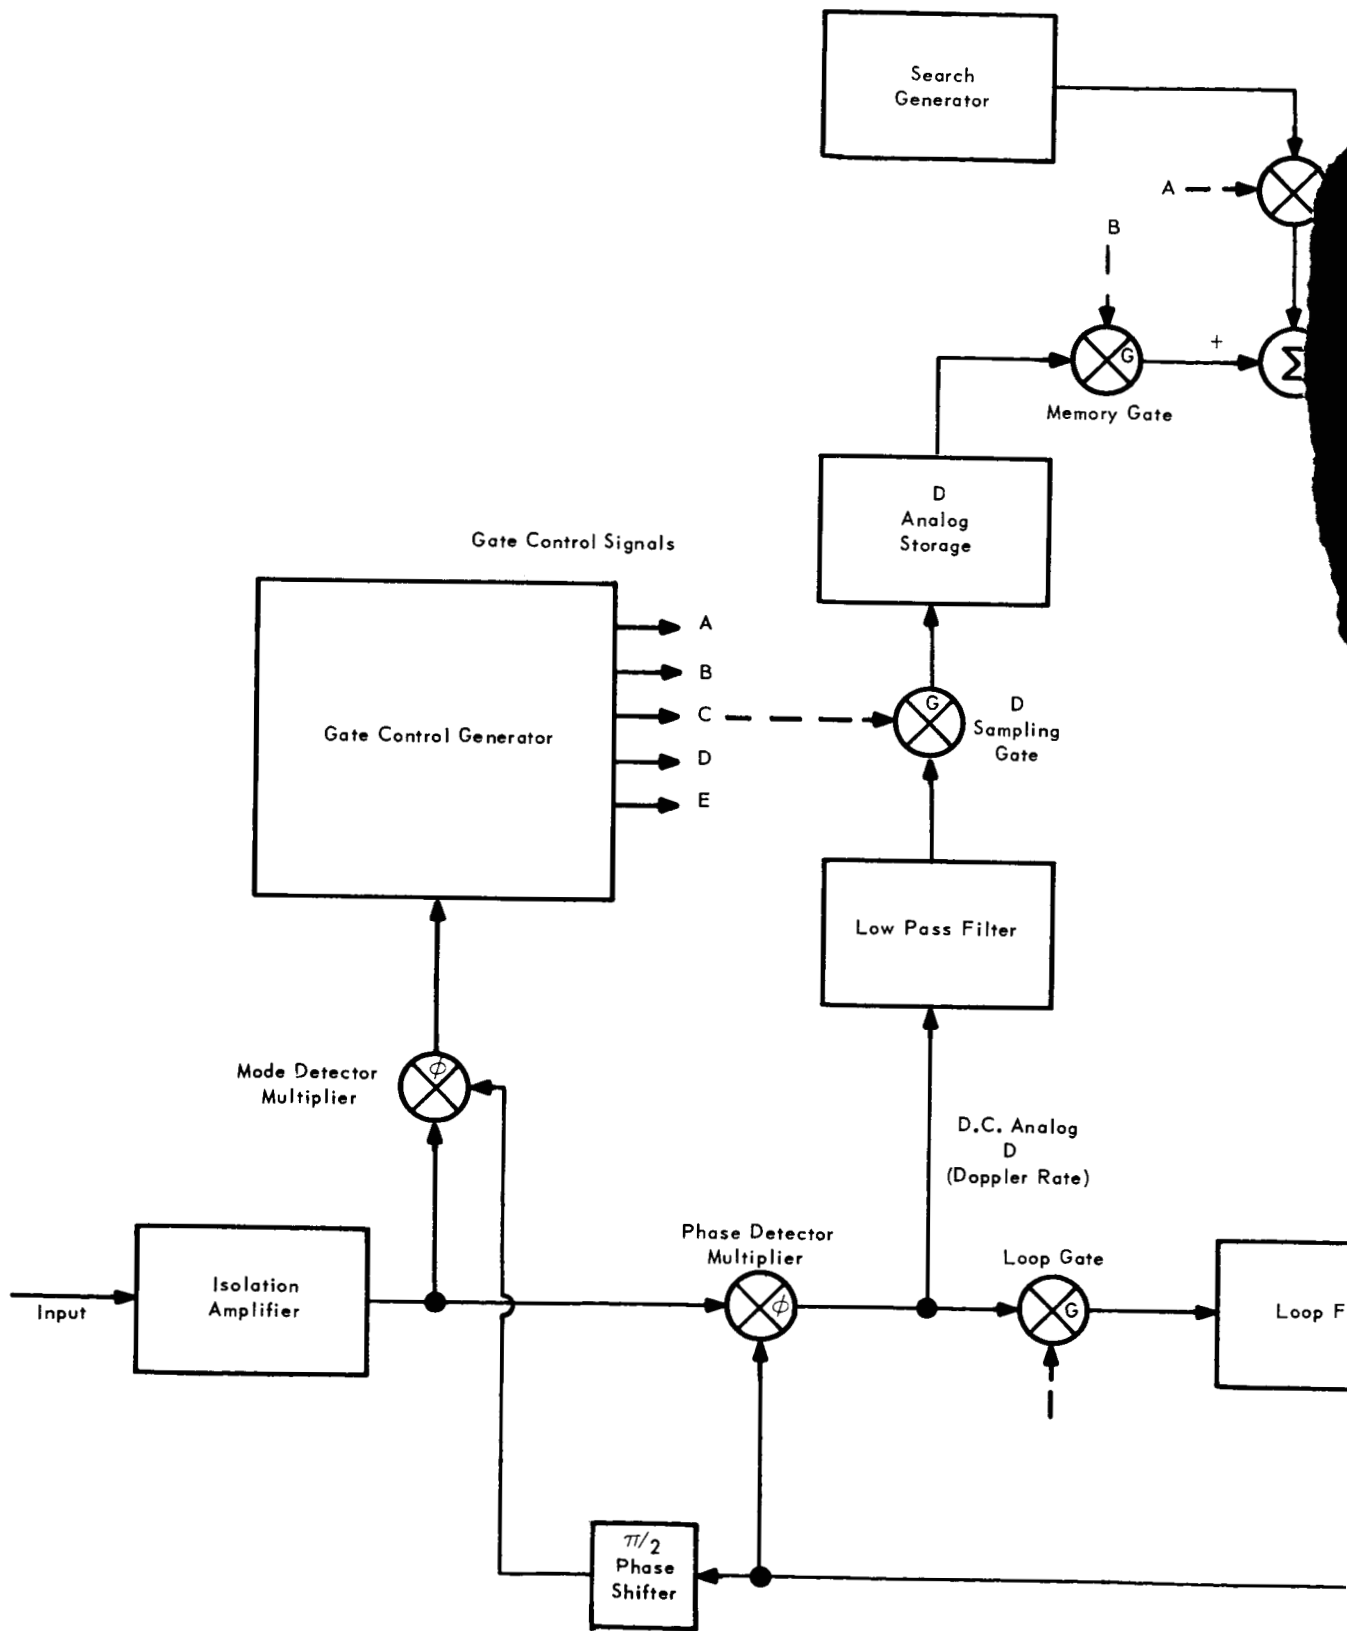 Search
Generator
A
B
G
+
Σ
Memory Gate
D
Analog
Storage
Gate Control Signals
A
B
C
D
E
Gate Control Generator
G
D
Sampling
Gate
Low Pass Filter
Mode Detector
Multiplier
ϕ
D.C. Analog
D
(Doppler Rate)
Phase Detector
Multiplier
ϕ
Loop Gate
G
Input
Isolation
Amplifier
Loop F
π/2
Phase
Shifter